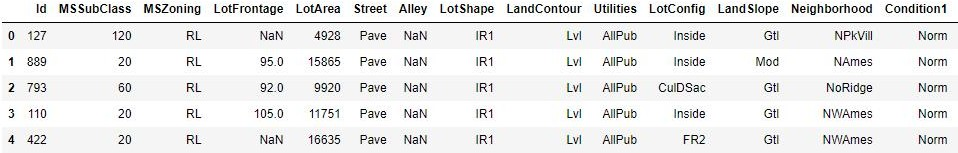 Id MSSubClass MSZoning LotFrontage LotArea Street Alley LotShape LandContour Utilities LotConfig LandSlope Neighborhood Condition1
0 127 120 RL NaN 4928 Pave NaN IR1 Lvl AllPub Inside Gtl NPkVill Norm
1 889 20 RL 95.0 15865 Pave NaN IR1 Lvl AllPub Inside Mod NAmes Norm
2 793 60 RL 92.0 9920 Pave NaN IR1 Lvl AllPub CulDSac Gtl NoRidge Norm
3 110 20 RL 105.0 11751 Pave NaN IR1 Lvl AllPub Inside Gtl NWAmes Norm
4 422 20 RL NaN 16635 Pave NaN IR1 Lvl AllPub FR2 Gtl NWAmes Norm